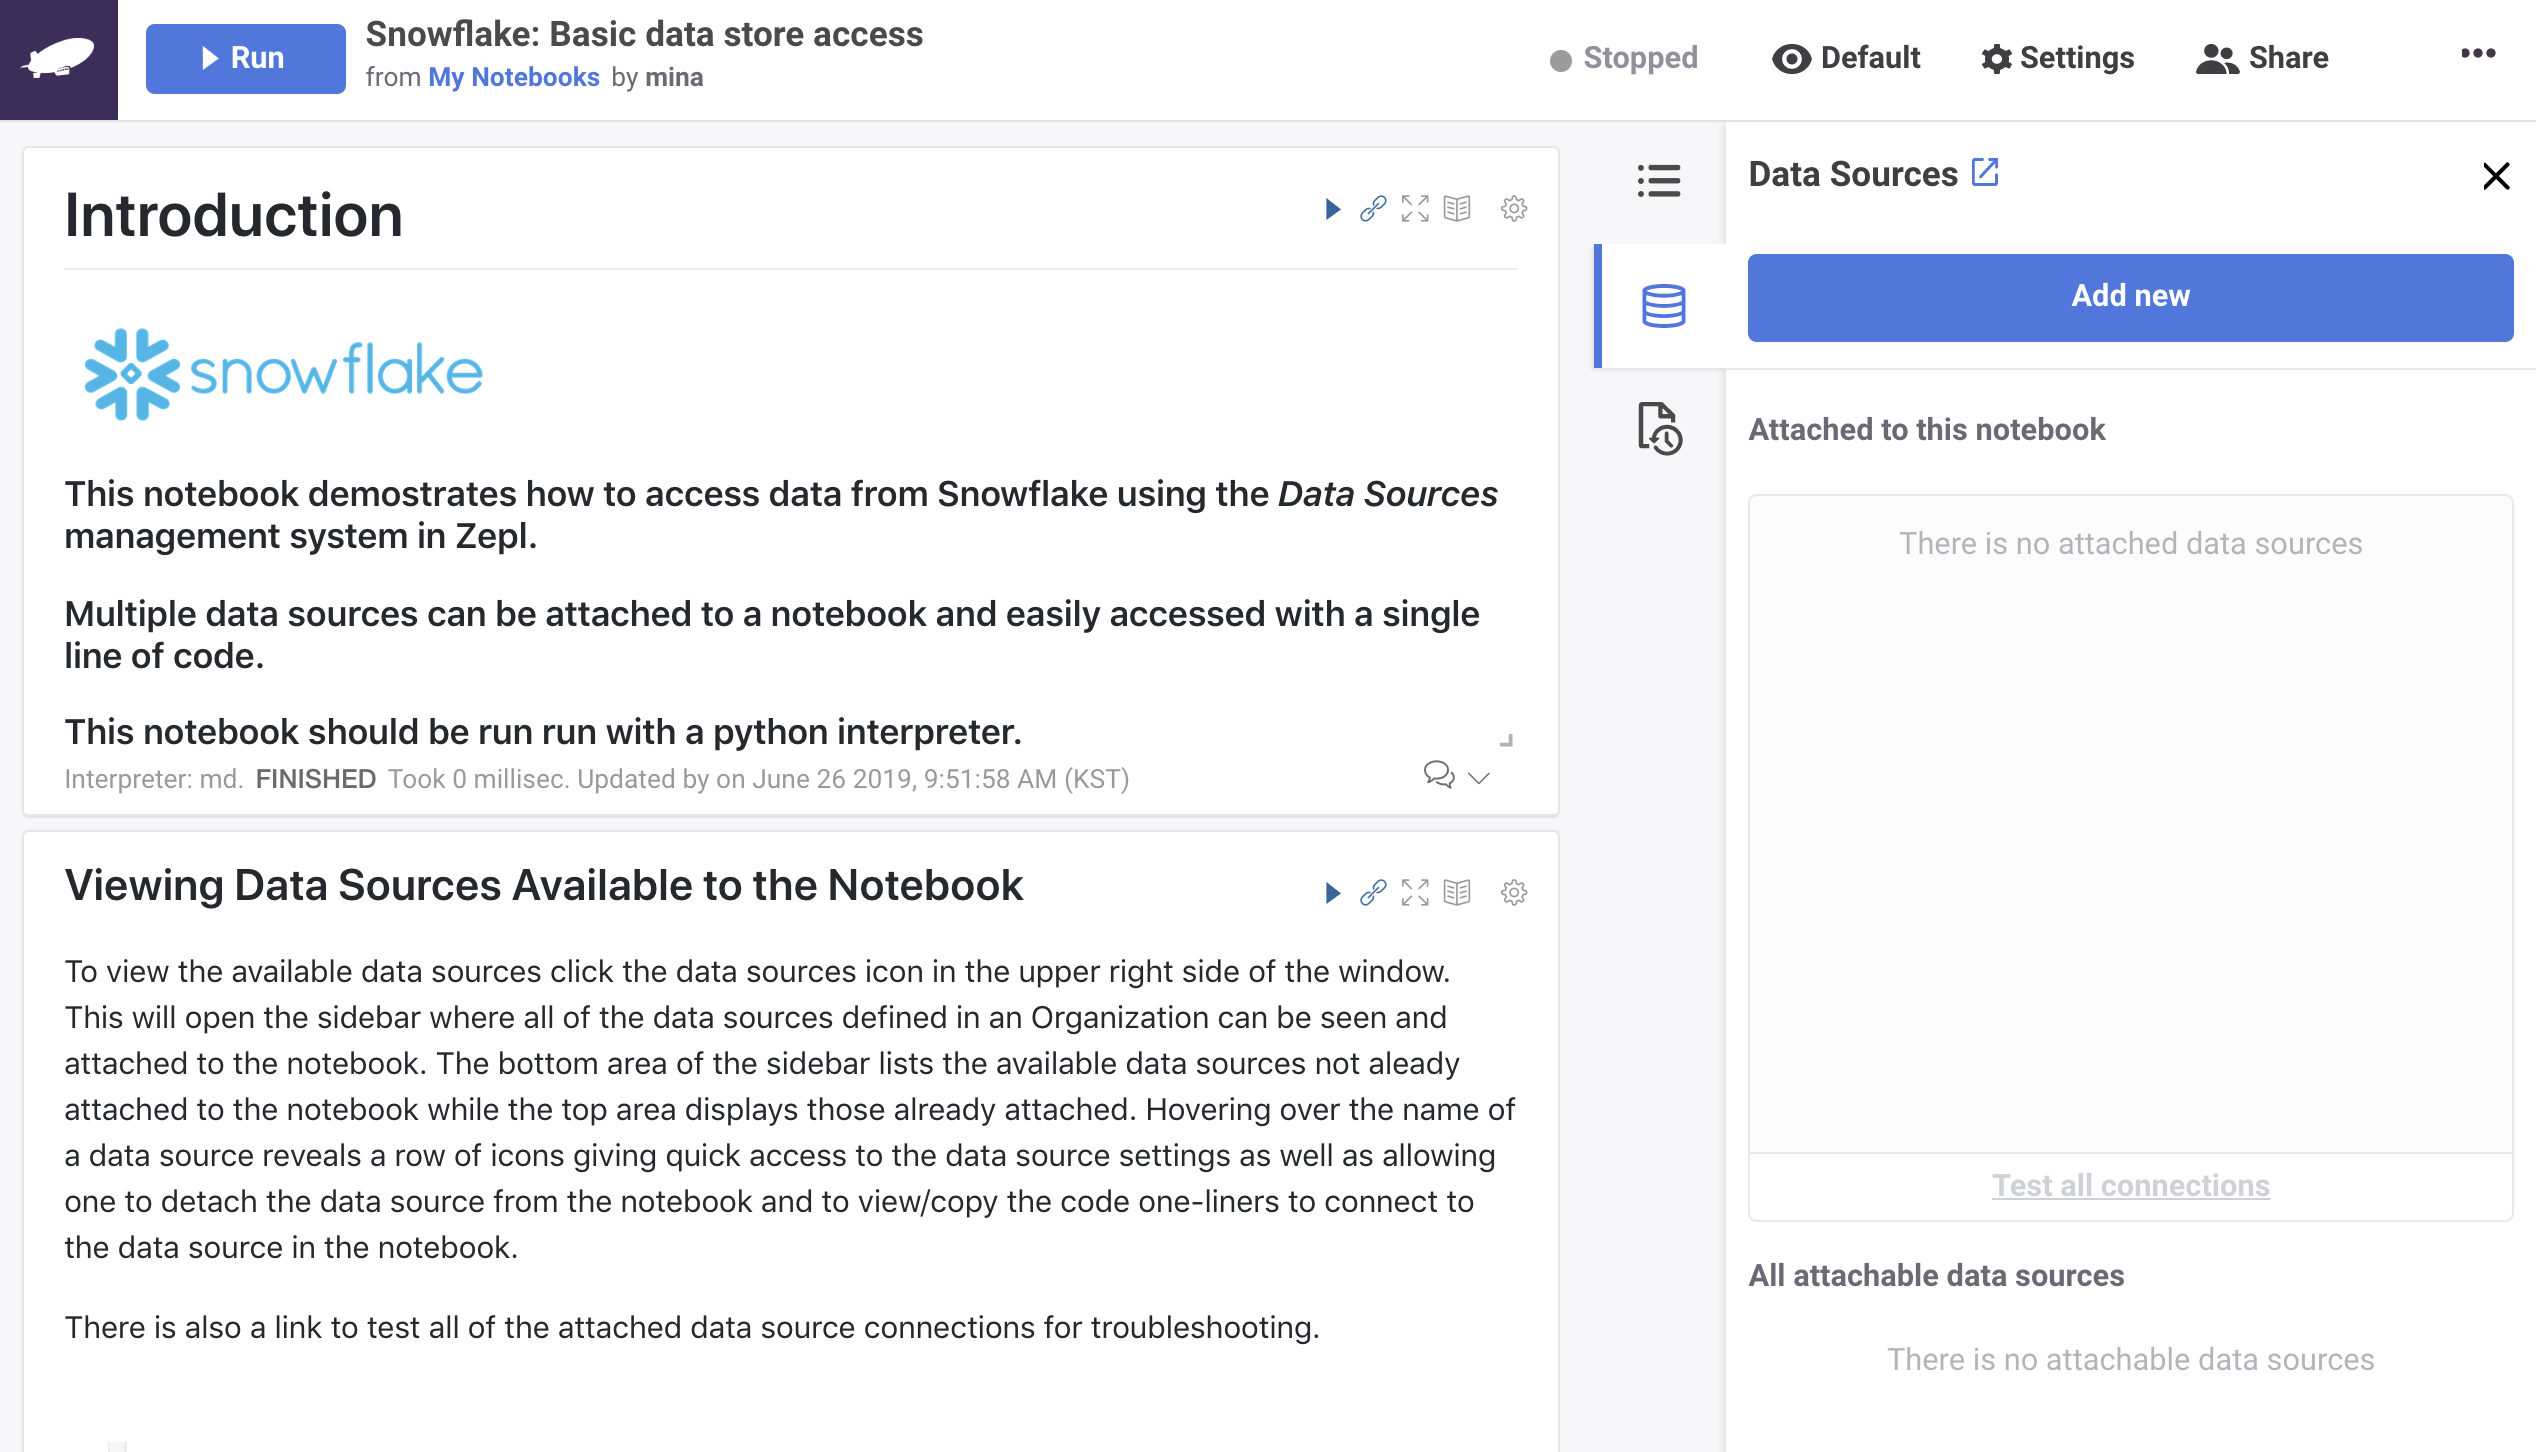 Run
Snowflake: Basic data store access
from My Notebooks by mina
Stopped
Default
Settings
Share
Introduction
snowflake
This notebook demostrates how to access data from Snowflake using the Data Sources
management system in Zepl.
Multiple data sources can be attached to a notebook and easily accessed with a single
line of code.
This notebook should be run run with a python interpreter.
Interpreter: md. FINISHED Took 0 millisec. Updated by on June 26 2019, 9:51:58 AM (KST)
Viewing Data Sources Available to the Notebook
To view the available data sources click the data sources icon in the upper right side of the window.
This will open the sidebar where all of the data sources defined in an Organization can be seen and
attached to the notebook. The bottom area of the sidebar lists the available data sources not aleady
attached to the notebook while the top area displays those already attached. Hovering over the name of
a data source reveals a row of icons giving quick access to the data source settings as well as allowing
one to detach the data source from the notebook and to view/copy the code one-liners to connect to
the data source in the notebook.
There is also a link to test all of the attached data source connections for troubleshooting.
Data Sources
Add new
Attached to this notebook
There is no attached data sources
Test all connections
All attachable data sources
There is no attachable data sources